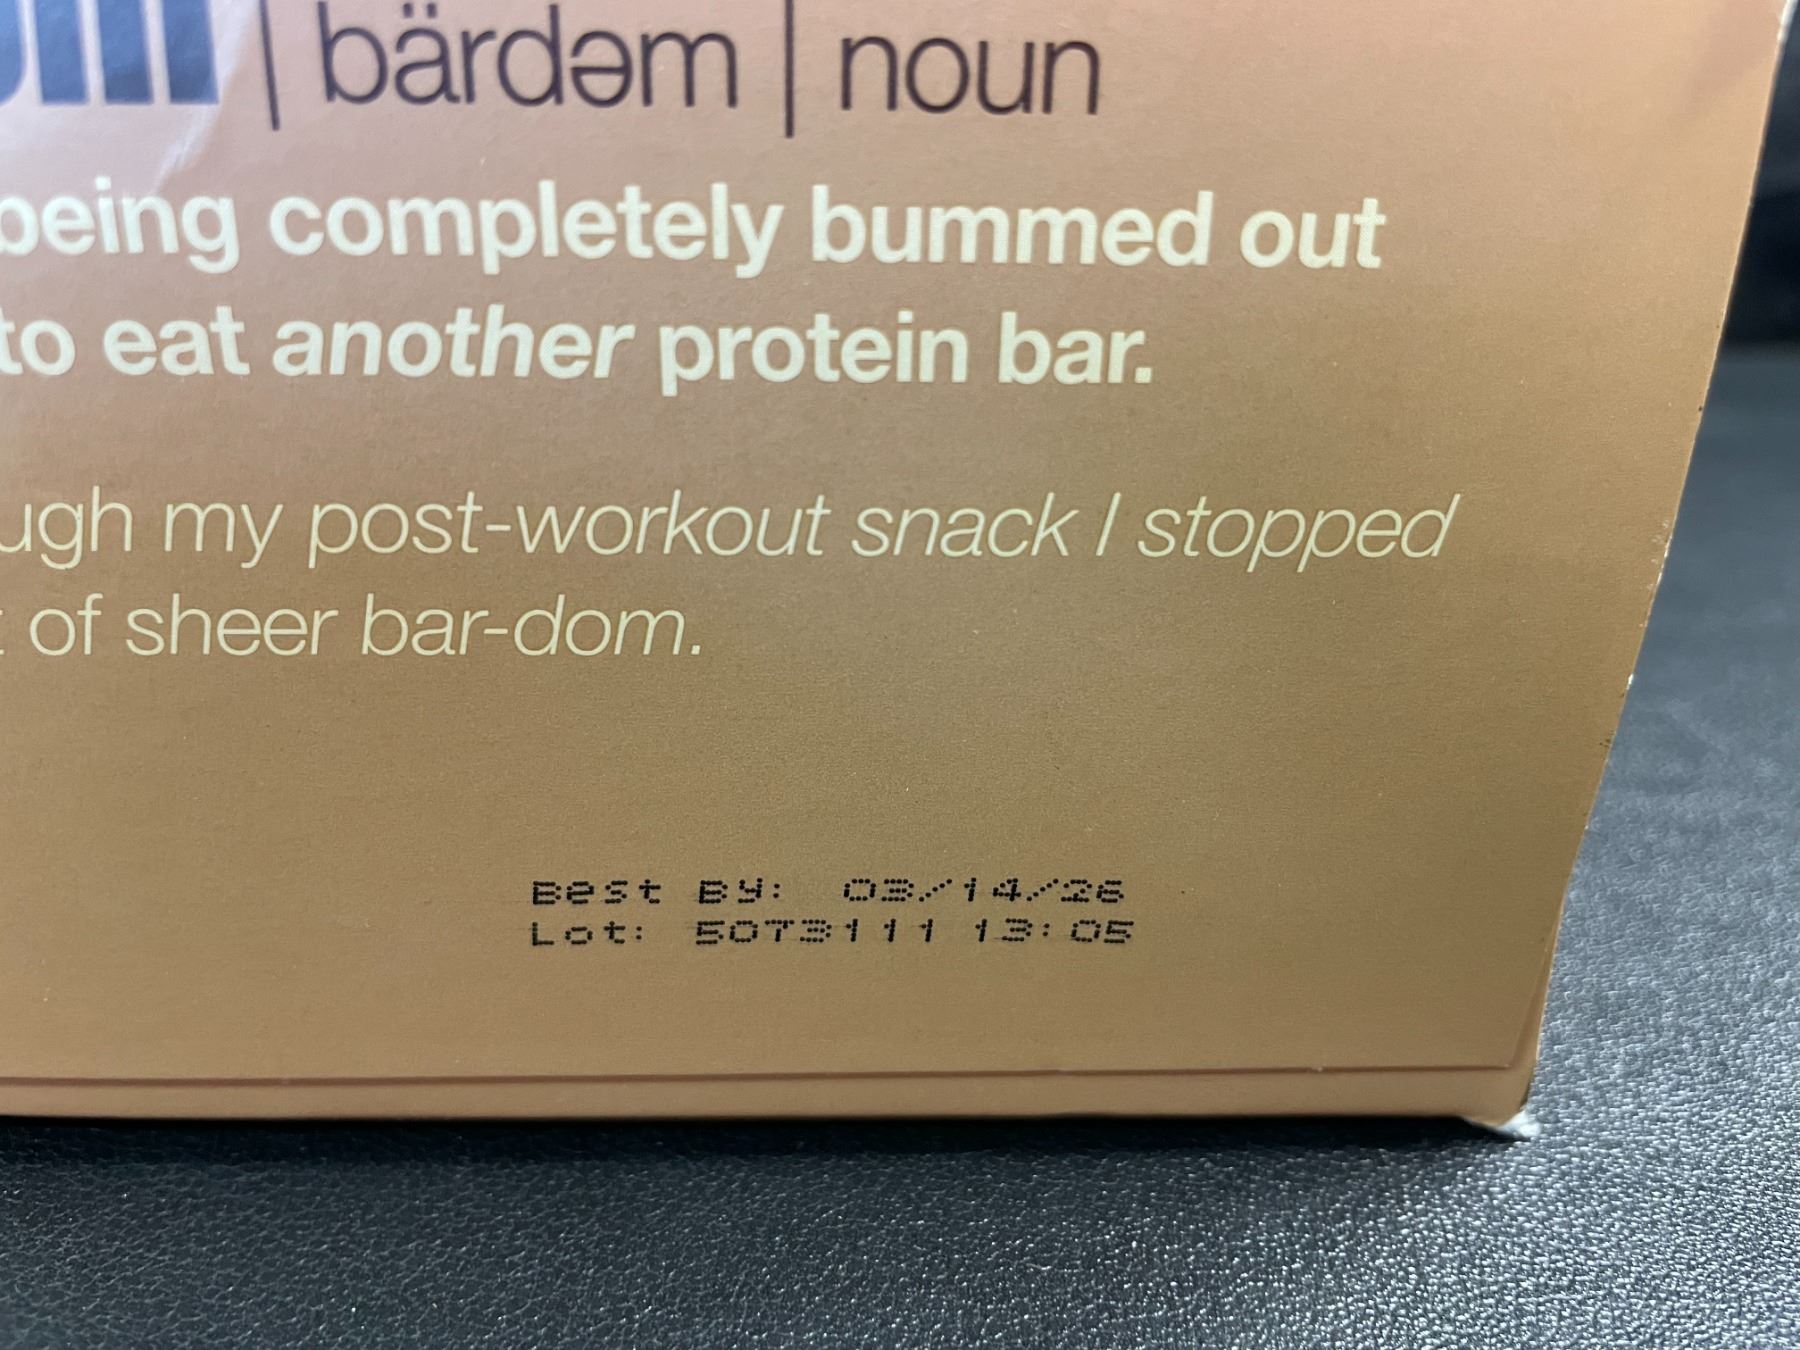 | bärdəm | noun
being completely bummed out
to eat another protein bar.
my post-workout snack I stopped
of sheer bar-dom.
Best By: 03/14/26
Lot: 5073111 13:05